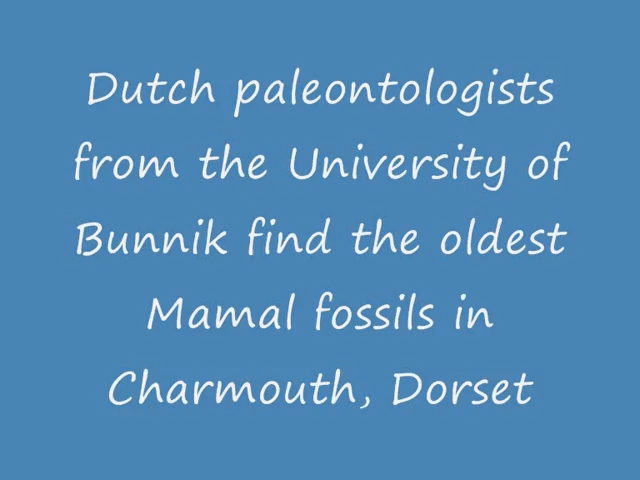 Dutch paleontologists
from the University of
Bunnik find the oldest
Mamal fossils in
Charmouth, Dorset